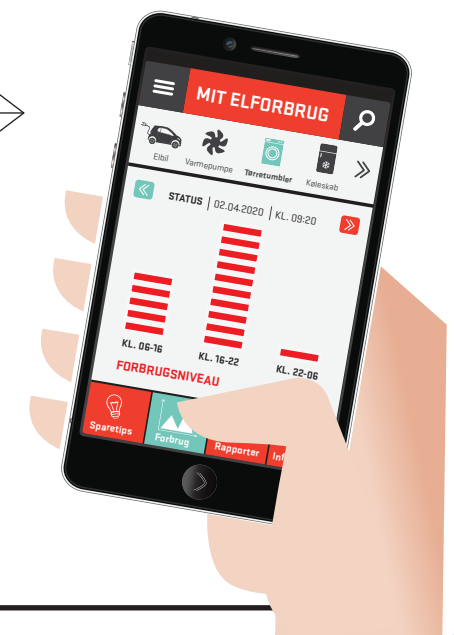 MIT ELFORBRUG
Elbil Varmepumpe Tørretumbler Køleskab
STATUS | 02.04.2020 | KL. 09:20
KL. 06-16 KL. 16-22 KL. 22-06
FORBRUGSNIVEAU
Sparetips Forbrug Rapporter